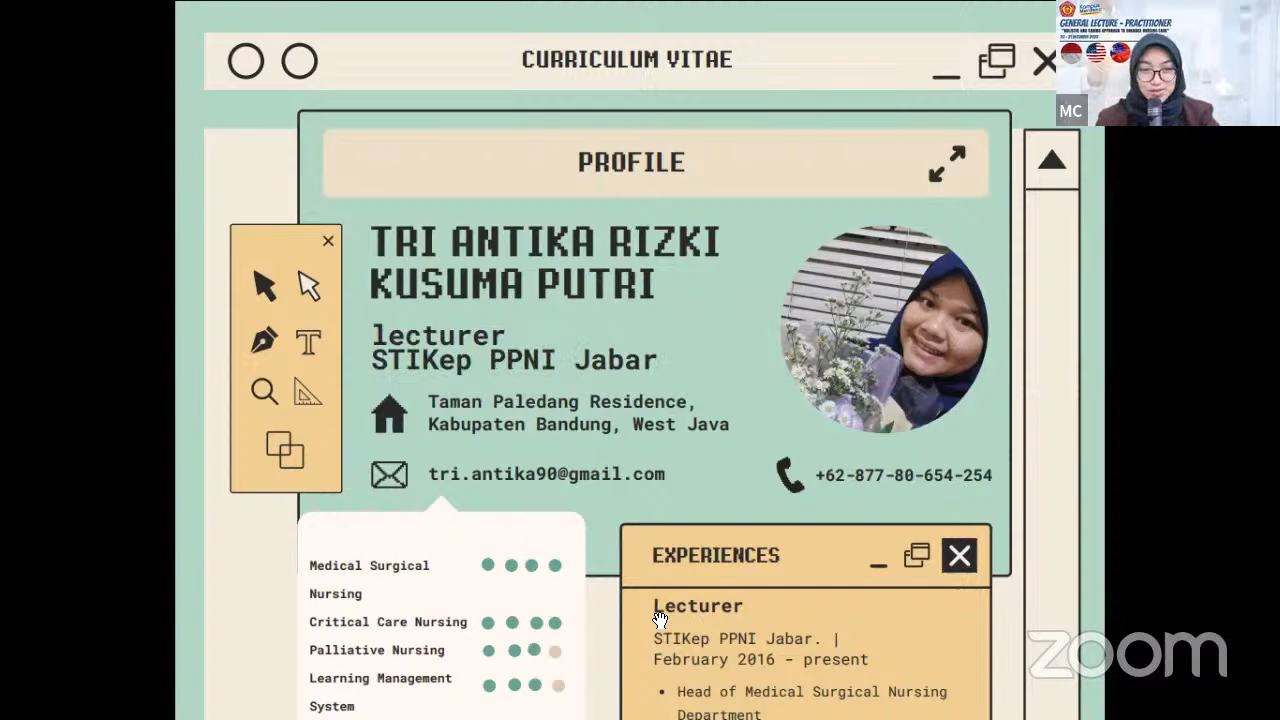 CURRICULUM VITAE
Kampus
Merdeka
GENERAL LECTURE - PRACTITIONER
MC
PROFILE
TRI ANTIKA RIZKI
KUSUMA PUTRI
lecturer
STIKep PPNI Jabar
Taman Paledang Residence,
Kabupaten Bandung, West Java
tri.antika90@gmail.com
+62-877-80-654-254
Medical Surgical
Nursing
Critical Care Nursing
Palliative Nursing
Learning Management
System
EXPERIENCES
Lecturer
STIKep PPNI Jabar. |
February 2016 - present
• Head of Medical Surgical Nursing
Department
zoom